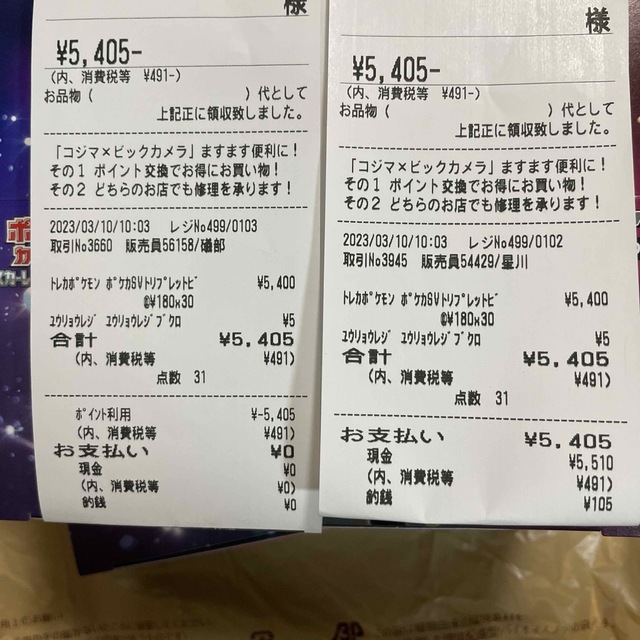 様
¥5,405-
(内、消費税等 ¥491-)
お品物( )代として
上記正に領収致しました。
「コジマ×ビックカメラ」ますます便利に!
その1 ポイント交換でお得にお買い物!
その2 どちらのお店でも修理を承ります!
2023/03/10/10:03 レジNo499/0103
取引No3660 販売員56158/礒部
トレカポケモン ポケカSVトリプレットビ ¥5,400
@¥180x30
ユウリョウレジ ユウリョウレジブクロ ¥5
合計 ¥5,405
(内、消費税等 ¥491)
点数 31
ポイント利用 ¥-5,405
(内、消費税等 ¥491)
お支払い ¥0
現金 ¥0
(内、消費税等 ¥0)
釣銭 ¥0
様
¥5,405-
(内、消費税等 ¥491-)
お品物( )代として
上記正に領収致しました。
「コジマ×ビックカメラ」ますます便利に!
その1 ポイント交換でお得にお買い物!
その2 どちらのお店でも修理を承ります!
2023/03/10/10:03 レジNo499/0102
取引No3945 販売員54429/星川
トレカポケモン ポケカSVトリプレットビ ¥5,400
@¥180x30
ユウリョウレジ ユウリョウレジブクロ ¥5
合計 ¥5,405
(内、消費税等 ¥491)
点数 31
お支払い ¥5,405
現金 ¥5,510
(内、消費税等 ¥491)
釣銭 ¥105